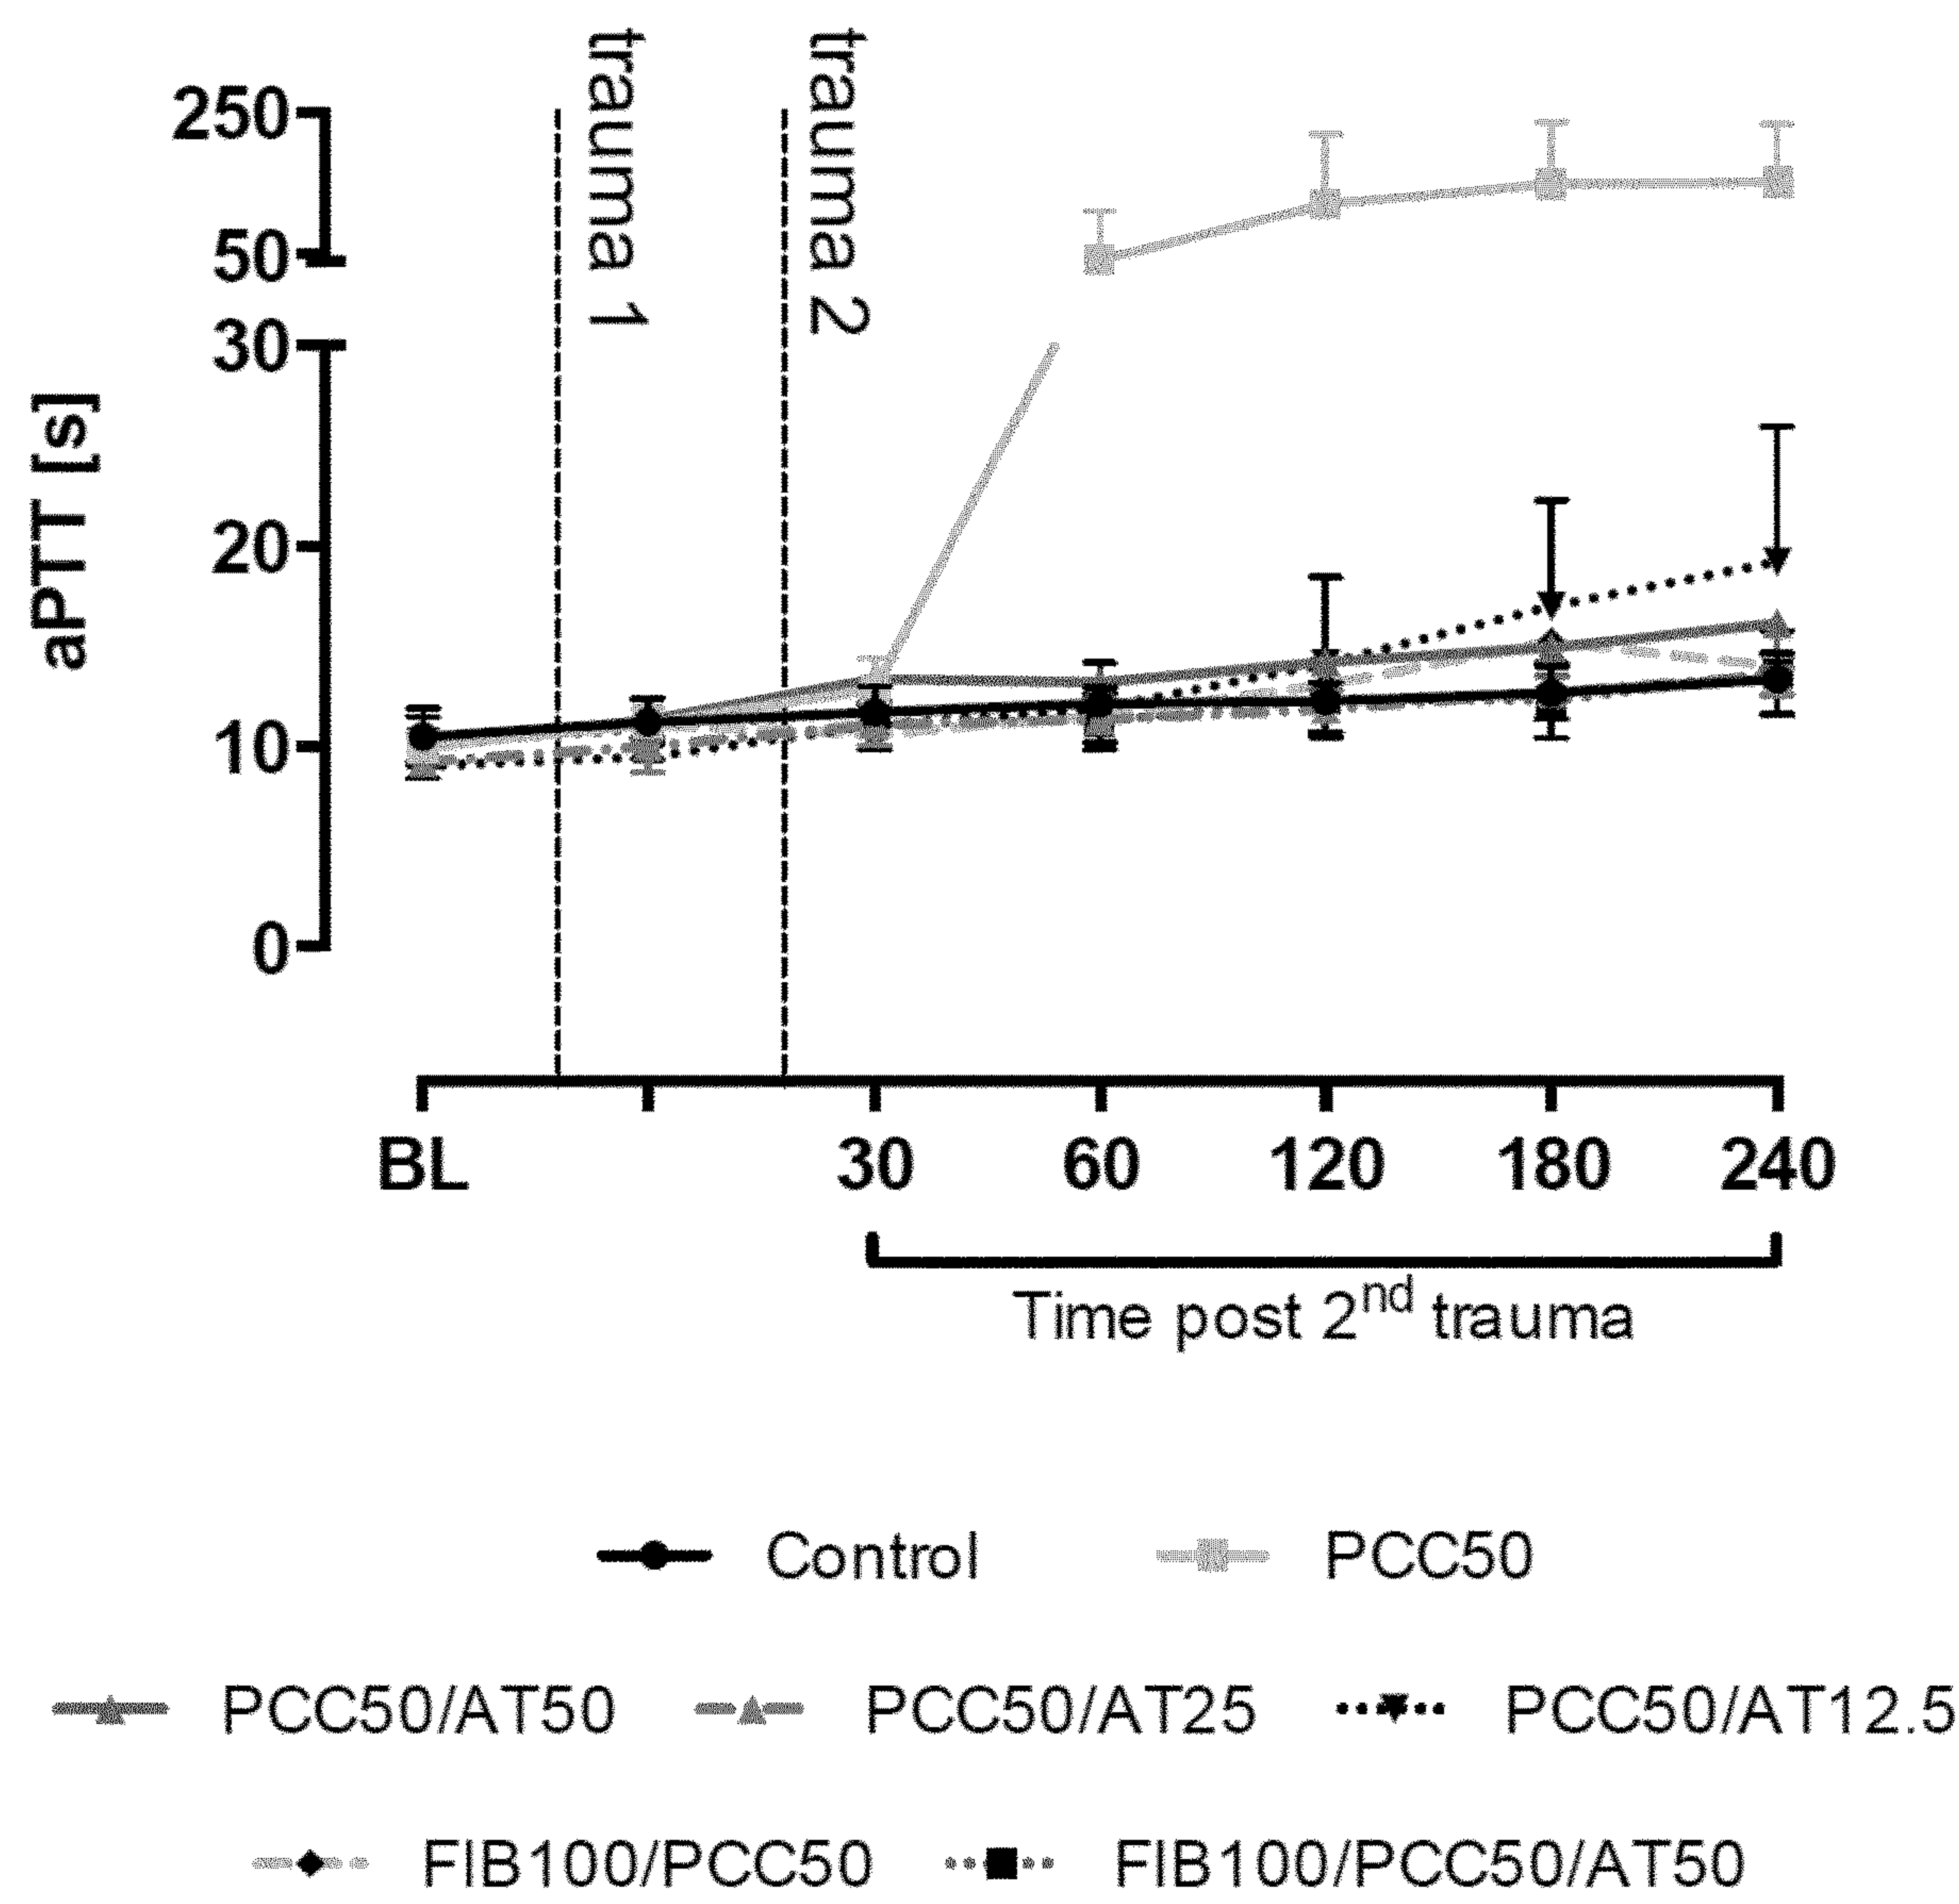 trauma 1
trauma 2
250
50
30
20
10
0
aPTT [s]
BL 30 60 120 180 240
Time post 2nd trauma
Control PCC50
PCC50/AT50 PCC50/AT25 PCC50/AT12.5
FIB100/PCC50 FIB100/PCC50/AT50